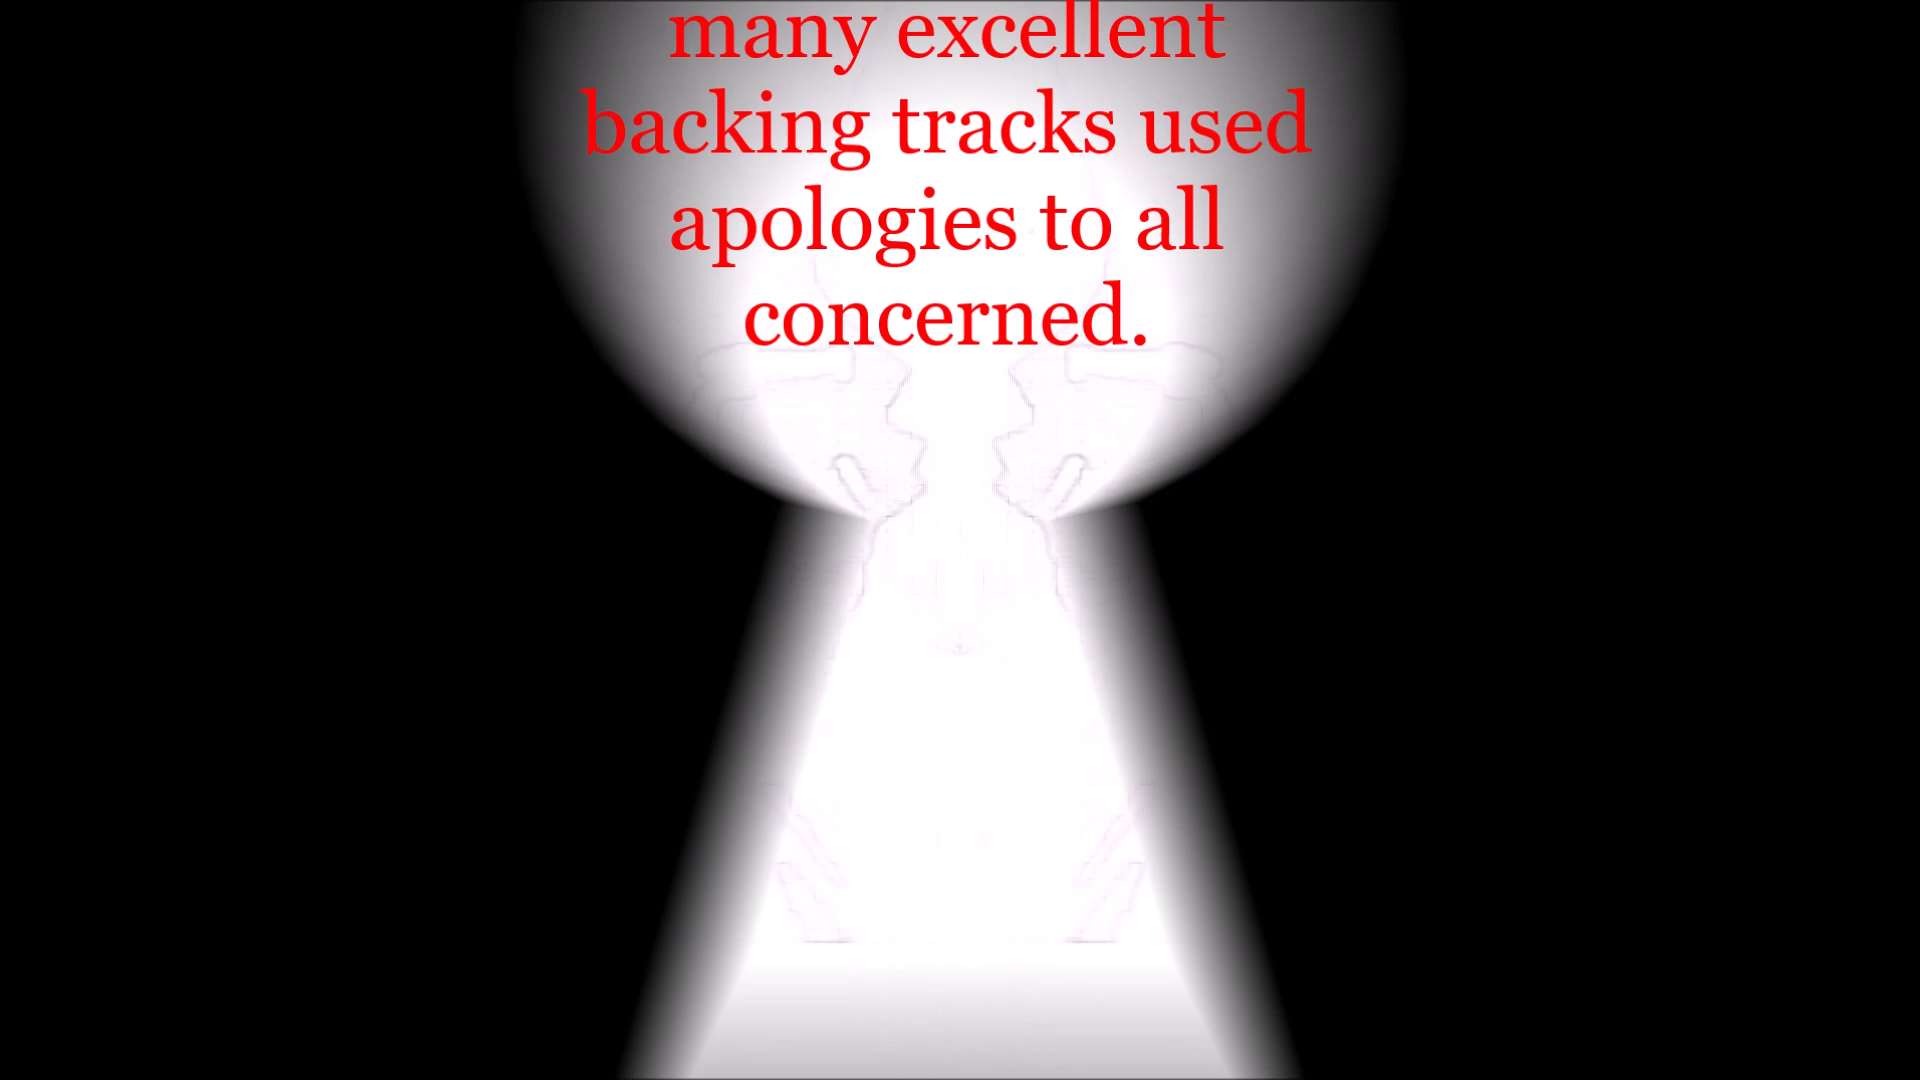 many excellent
backing tracks used
apologies to all
concerned.